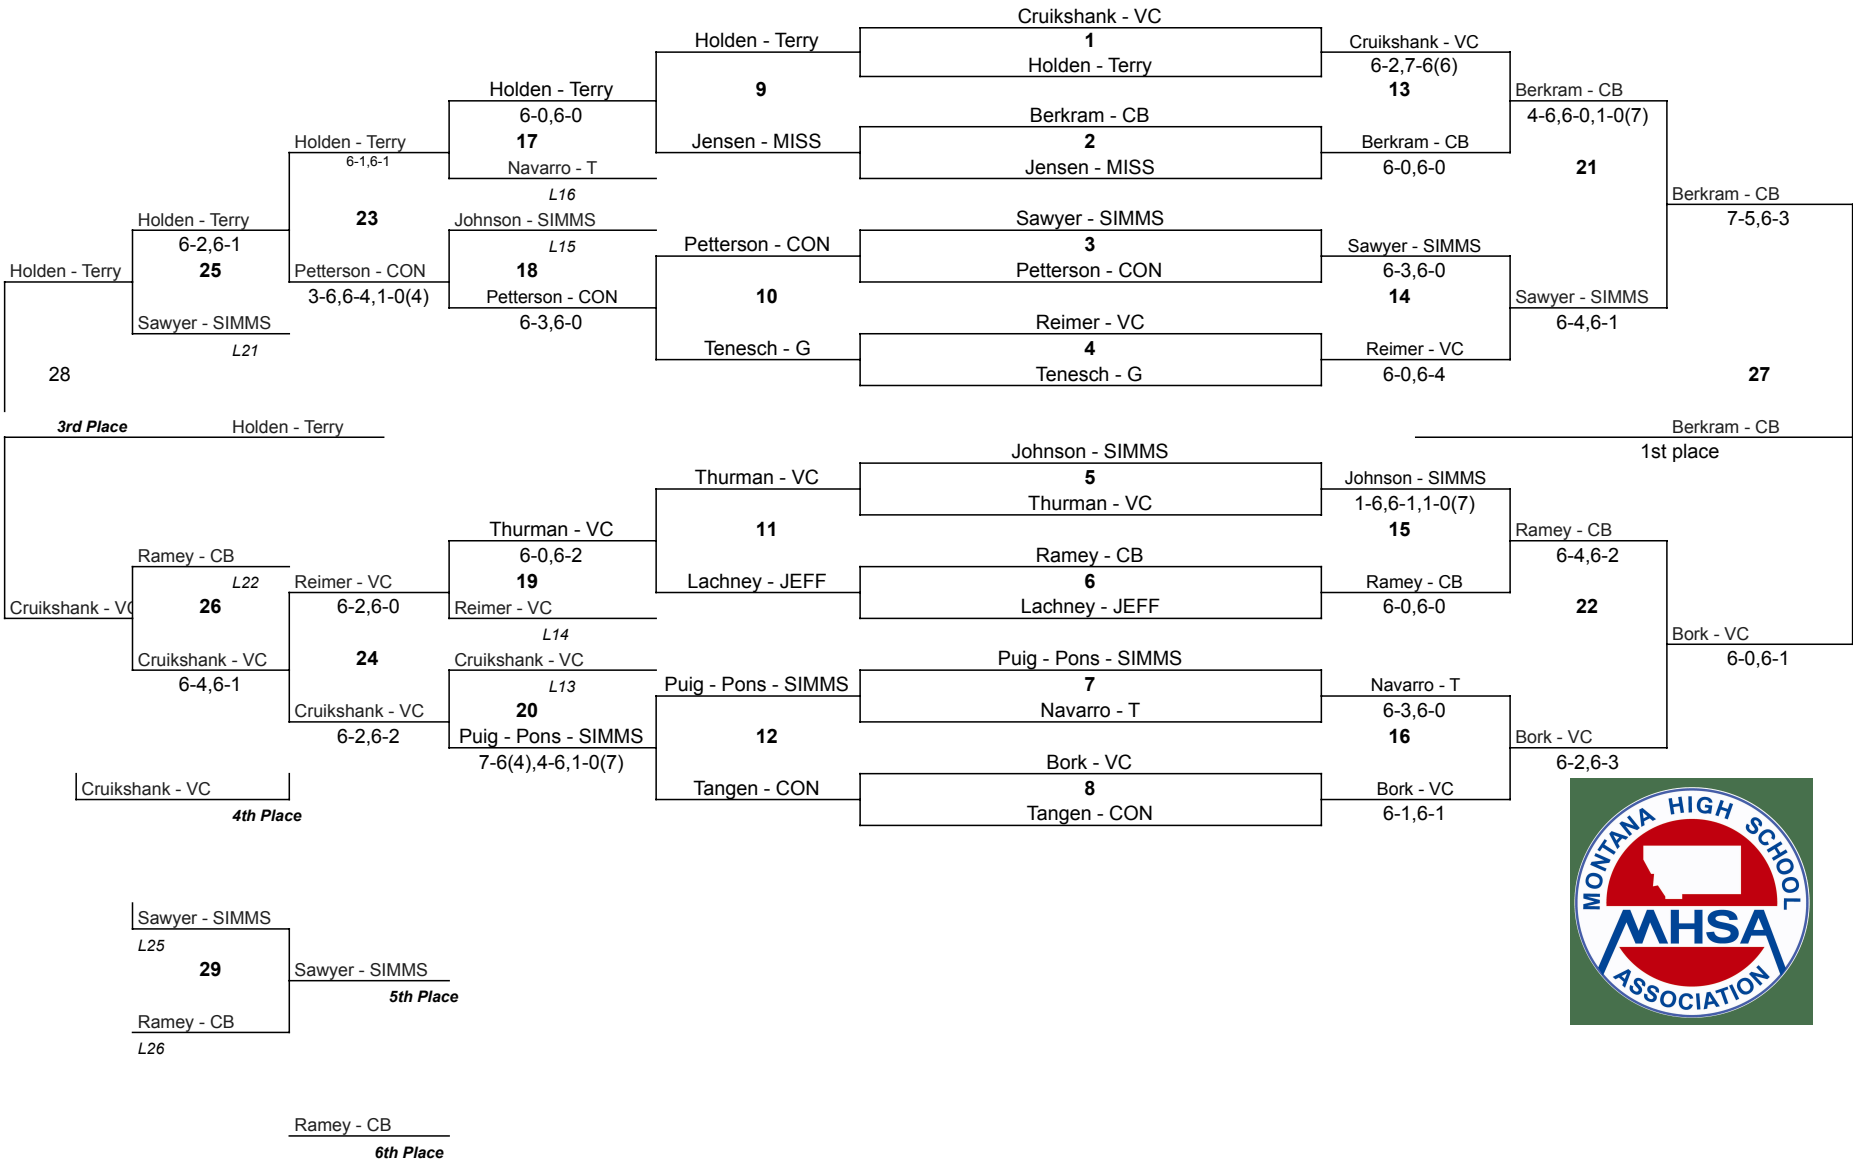 Cruikshank - VC
Holden - Terry
1
Cruikshank - VC
Holden - Terry
6-2,7-6(6)
Holden - Terry
9
13
Berkram - CB
6-0,6-0
Berkram - CB
4-6,6-0,1-0(7)
Holden - Terry
17
Jensen - MISS
2
Berkram - CB
6-1,6-1
Navarro - T
Jensen - MISS
6-0,6-0
21
L16
Berkram - CB
Holden - Terry
23
Johnson - SIMMS
Sawyer - SIMMS
7-5,6-3
6-2,6-1
L15
Petterson - CON
3
Sawyer - SIMMS
Holden - Terry
25
Petterson - CON
18
Petterson - CON
6-3,6-0
3-6,6-4,1-0(4)
Petterson - CON
10
14
Sawyer - SIMMS
Sawyer - SIMMS
6-3,6-0
Reimer - VC
6-4,6-1
L21
Tenesch - G
4
Reimer - VC
28
Tenesch - G
6-0,6-4
27
3rd Place
Holden - Terry
Berkram - CB
Johnson - SIMMS
1st place
Thurman - VC
5
Johnson - SIMMS
Thurman - VC
1-6,6-1,1-0(7)
Thurman - VC
11
15
Ramey - CB
Ramey - CB
6-0,6-2
Ramey - CB
6-4,6-2
L22
Reimer - VC
19
Lachney - JEFF
6
Ramey - CB
Cruikshank - VC
26
6-2,6-0
Reimer - VC
Lachney - JEFF
6-0,6-0
22
L14
Bork - VC
Cruikshank - VC
24
Cruikshank - VC
Puig - Pons - SIMMS
6-0,6-1
6-4,6-1
L13
Puig - Pons - SIMMS
7
Navarro - T
Cruikshank - VC
20
Navarro - T
6-3,6-0
6-2,6-2
Puig - Pons - SIMMS
12
16
Bork - VC
7-6(4),4-6,1-0(7)
Bork - VC
6-2,6-3
Cruikshank - VC
Tangen - CON
8
Bork - VC
4th Place
Tangen - CON
6-1,6-1
MONTANA HIGH SCHOOL
MHSA
ASSOCIATION
Sawyer - SIMMS
L25
29
Sawyer - SIMMS
5th Place
Ramey - CB
L26
Ramey - CB
6th Place